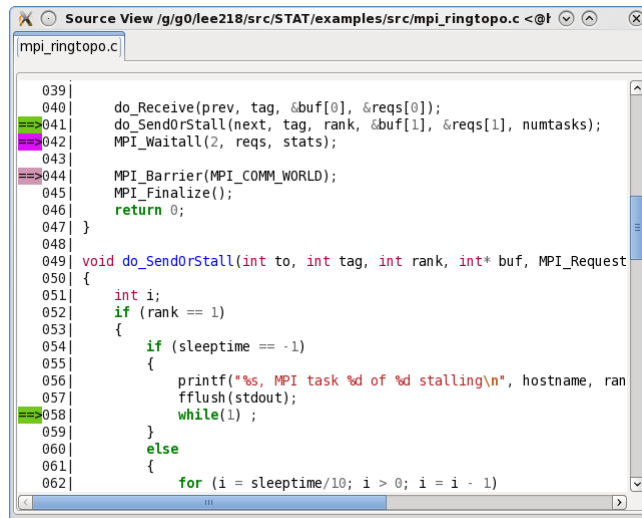 Source View /g/g0/lee218/src/STAT/examples/src/mpi_ringtopo.c <@h
mpi_ringtopo.c
039|
040|     do_Receive(prev, tag, &buf[0], &reqs[0]);
==>041|     do_SendOrStall(next, tag, rank, &buf[1], &reqs[1], numtasks);
==>042|     MPI_Waitall(2, reqs, stats);
043|
==>044|     MPI_Barrier(MPI_COMM_WORLD);
045|     MPI_Finalize();
046|     return 0;
047| }
048|
049| void do_SendOrStall(int to, int tag, int rank, int* buf, MPI_Request
050| {
051|     int i;
052|     if (rank == 1)
053|     {
054|         if (sleeptime == -1)
055|         {
056|             printf("%s, MPI task %d of %d stalling\n", hostname, ran
057|             fflush(stdout);
==>058|             while(1) ;
059|         }
060|         else
061|         {
062|             for (i = sleeptime/10; i > 0; i = i - 1)